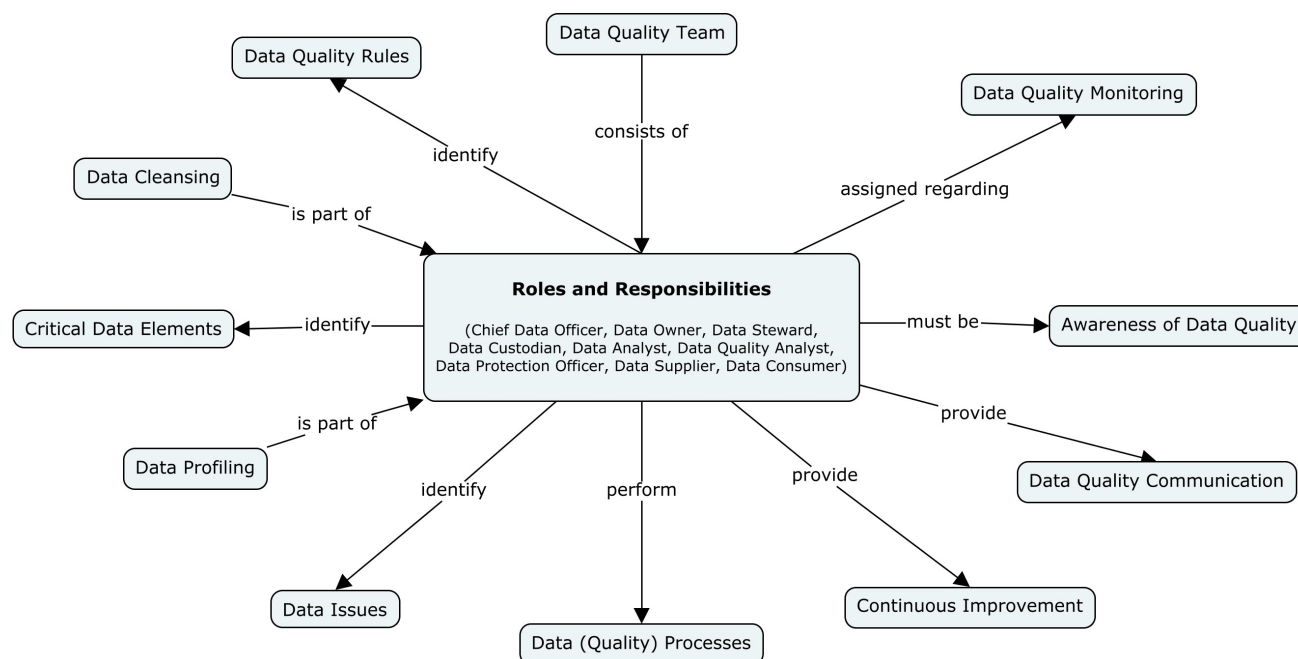 Data Quality Team
Data Quality Rules
Data Quality Monitoring
consists of
identify
Data Cleansing
assigned regarding
is part of
Roles and Responsibilities
(Chief Data Officer, Data Owner, Data Steward,
Data Custodian, Data Analyst, Data Quality Analyst,
Data Protection Officer, Data Supplier, Data Consumer)
Critical Data Elements
identify
must be
Awareness of Data Quality
provide
is part of
Data Profiling
Data Quality Communication
identify
perform
provide
Data Issues
Continuous Improvement
Data (Quality) Processes